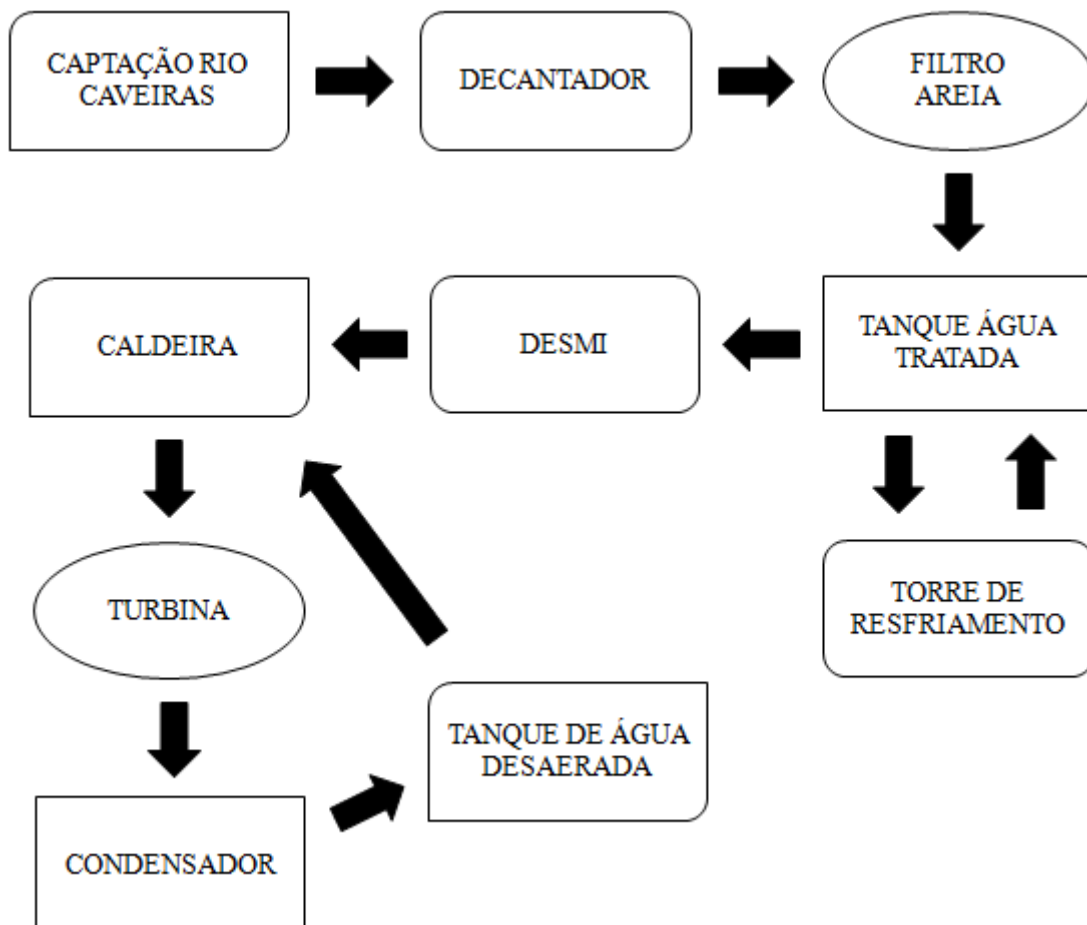 CAPTAÇÃO RIO
CAVEIRAS
DECANTADOR
FILTRO
AREIA
TANQUE ÁGUA
TRATADA
DESMI
CALDEIRA
TURBINA
TORRE DE
RESFRIAMENTO
TANQUE DE ÁGUA
DESAERADA
CONDENSADOR